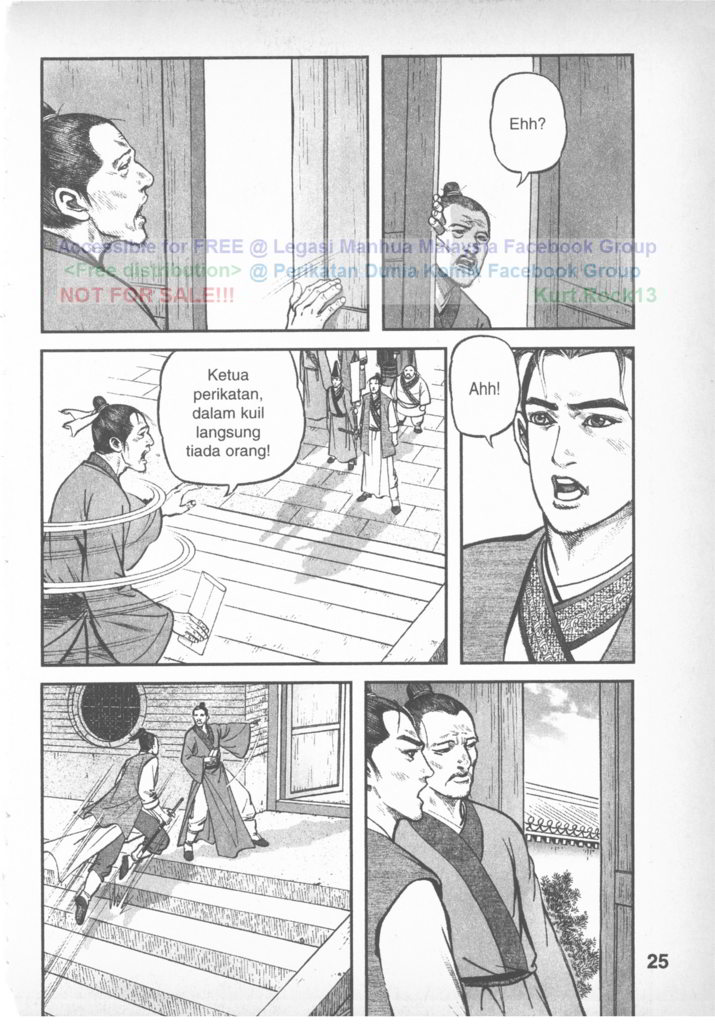 Ehh?
Accessible for FREE @ Legasi Manhua Malaysia Facebook Group
<Free distribution> @ Perikatan Dunia Komik Facebook Group
NOT FOR SALE!!!
Kurt Rock13
Ketua
perikatan,
dalam kuil
langsung
tiada orang!
Ahh!
25